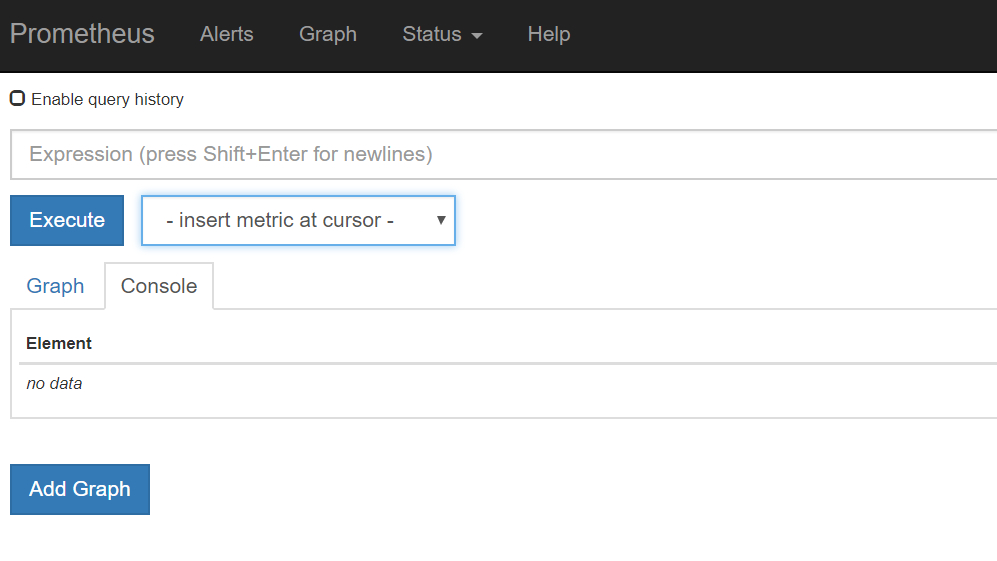 Prometheus Alerts Graph Status Help
Enable query history
Expression (press Shift+Enter for newlines)
Execute - insert metric at cursor -
Graph Console
Element
no data
Add Graph